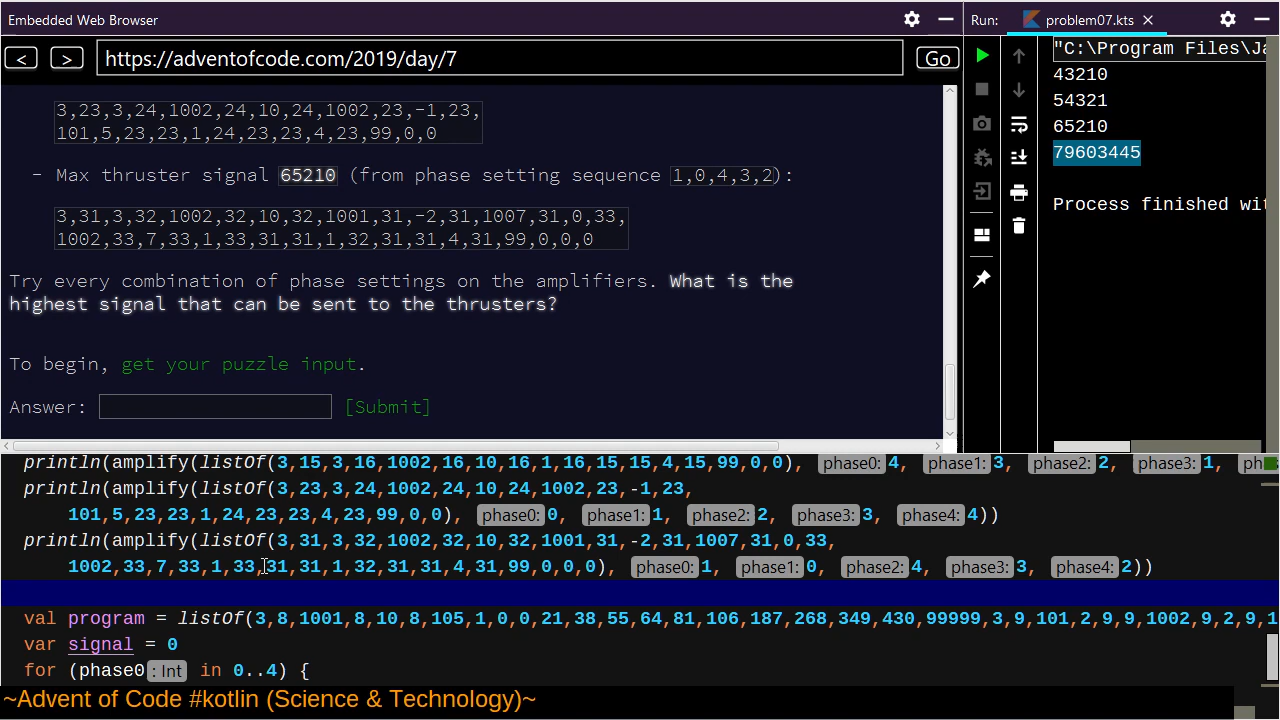 Embedded Web Browser
Run: problem07.kts
< > https://adventofcode.com/2019/day/7 Go
3,23,3,24,1002,24,10,24,1002,23,-1,23,
101,5,23,23,1,24,23,23,4,23,99,0,0
- Max thruster signal 65210 (from phase setting sequence 1,0,4,3,2):
3,31,3,32,1002,32,10,32,1001,31,-2,31,1007,31,0,33,
1002,33,7,33,1,33,31,31,1,32,31,31,4,31,99,0,0,0
Try every combination of phase settings on the amplifiers. What is the
highest signal that can be sent to the thrusters?
To begin, get your puzzle input.
Answer: [Submit]
"C:\Program Files\Ja
43210
54321
65210
79603445
Process finished wit
println(amplify(listOf(3,15,3,16,1002,16,10,16,1,16,15,15,4,15,99,0,0), phase0: 4, phase1: 3, phase2: 2, phase3: 1, ph
println(amplify(listOf(3,23,3,24,1002,24,10,24,1002,23,-1,23,
101,5,23,23,1,24,23,23,4,23,99,0,0), phase0: 0, phase1: 1, phase2: 2, phase3: 3, phase4: 4))
println(amplify(listOf(3,31,3,32,1002,32,10,32,1001,31,-2,31,1007,31,0,33,
1002,33,7,33,1,33,31,31,1,32,31,31,4,31,99,0,0,0), phase0: 1, phase1: 0, phase2: 4, phase3: 3, phase4: 2))
val program = listOf(3,8,1001,8,10,8,105,1,0,0,21,38,55,64,81,106,187,268,349,430,99999,3,9,101,2,9,9,1002,9,2,9,1
var signal = 0
for (phase0 : Int in 0..4) {
~Advent of Code #kotlin (Science & Technology)~